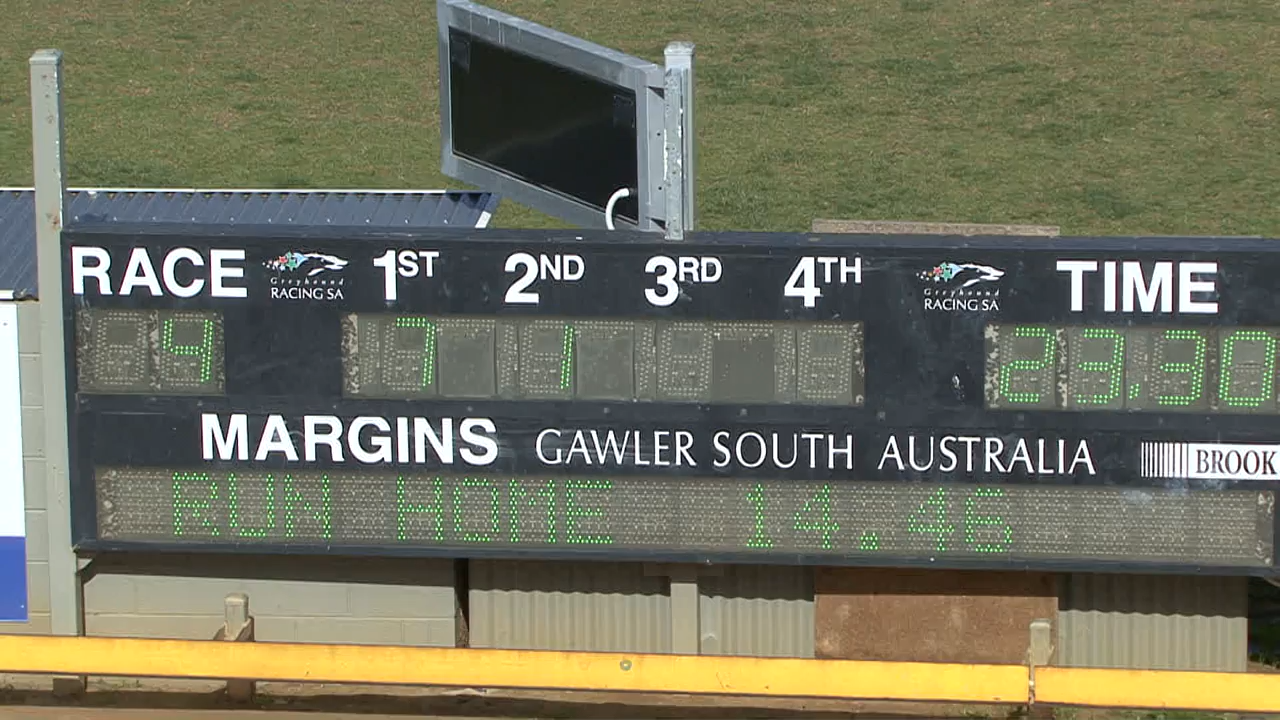 RACE 1ST 2ND 3RD 4TH TIME
Greyhound RACING SA
Greyhound RACING SA
4 7 1 23.30
MARGINS GAWLER SOUTH AUSTRALIA BROOK
RUN HOME 14.46